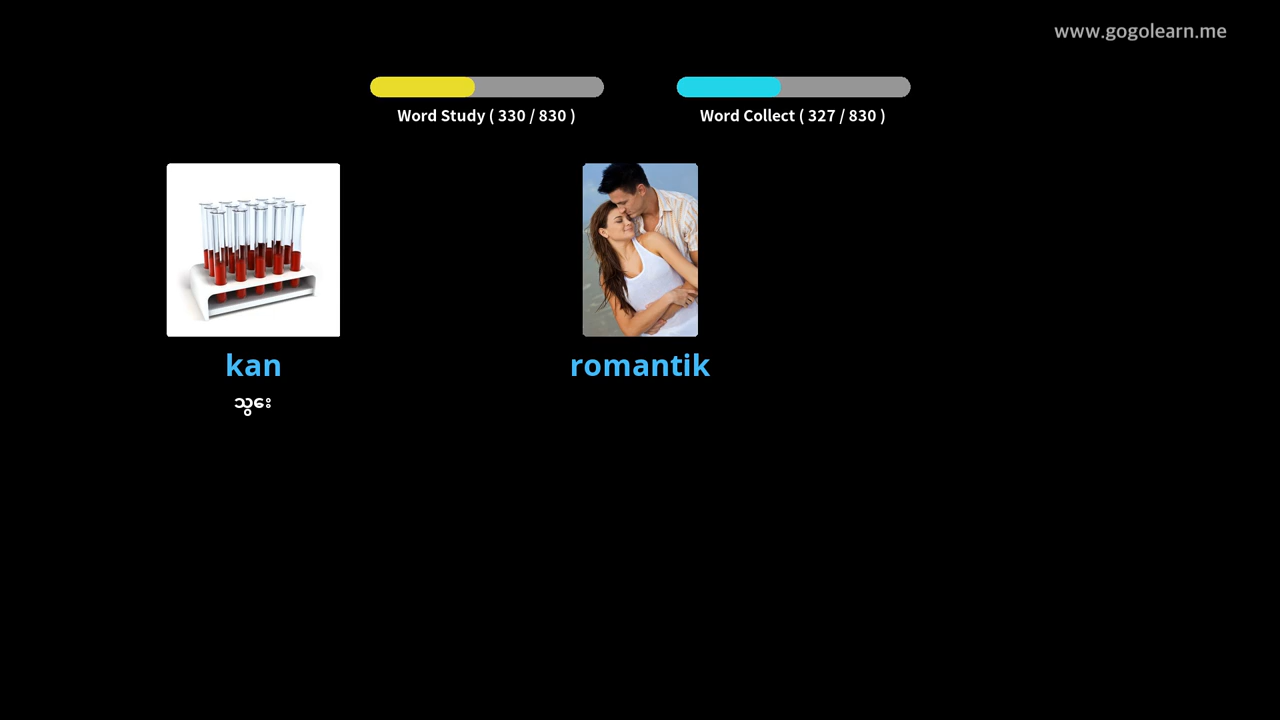 www.gogolearn.me
Word Study ( 330 / 830 )
Word Collect ( 327 / 830 )
kan
romantik
သွေး